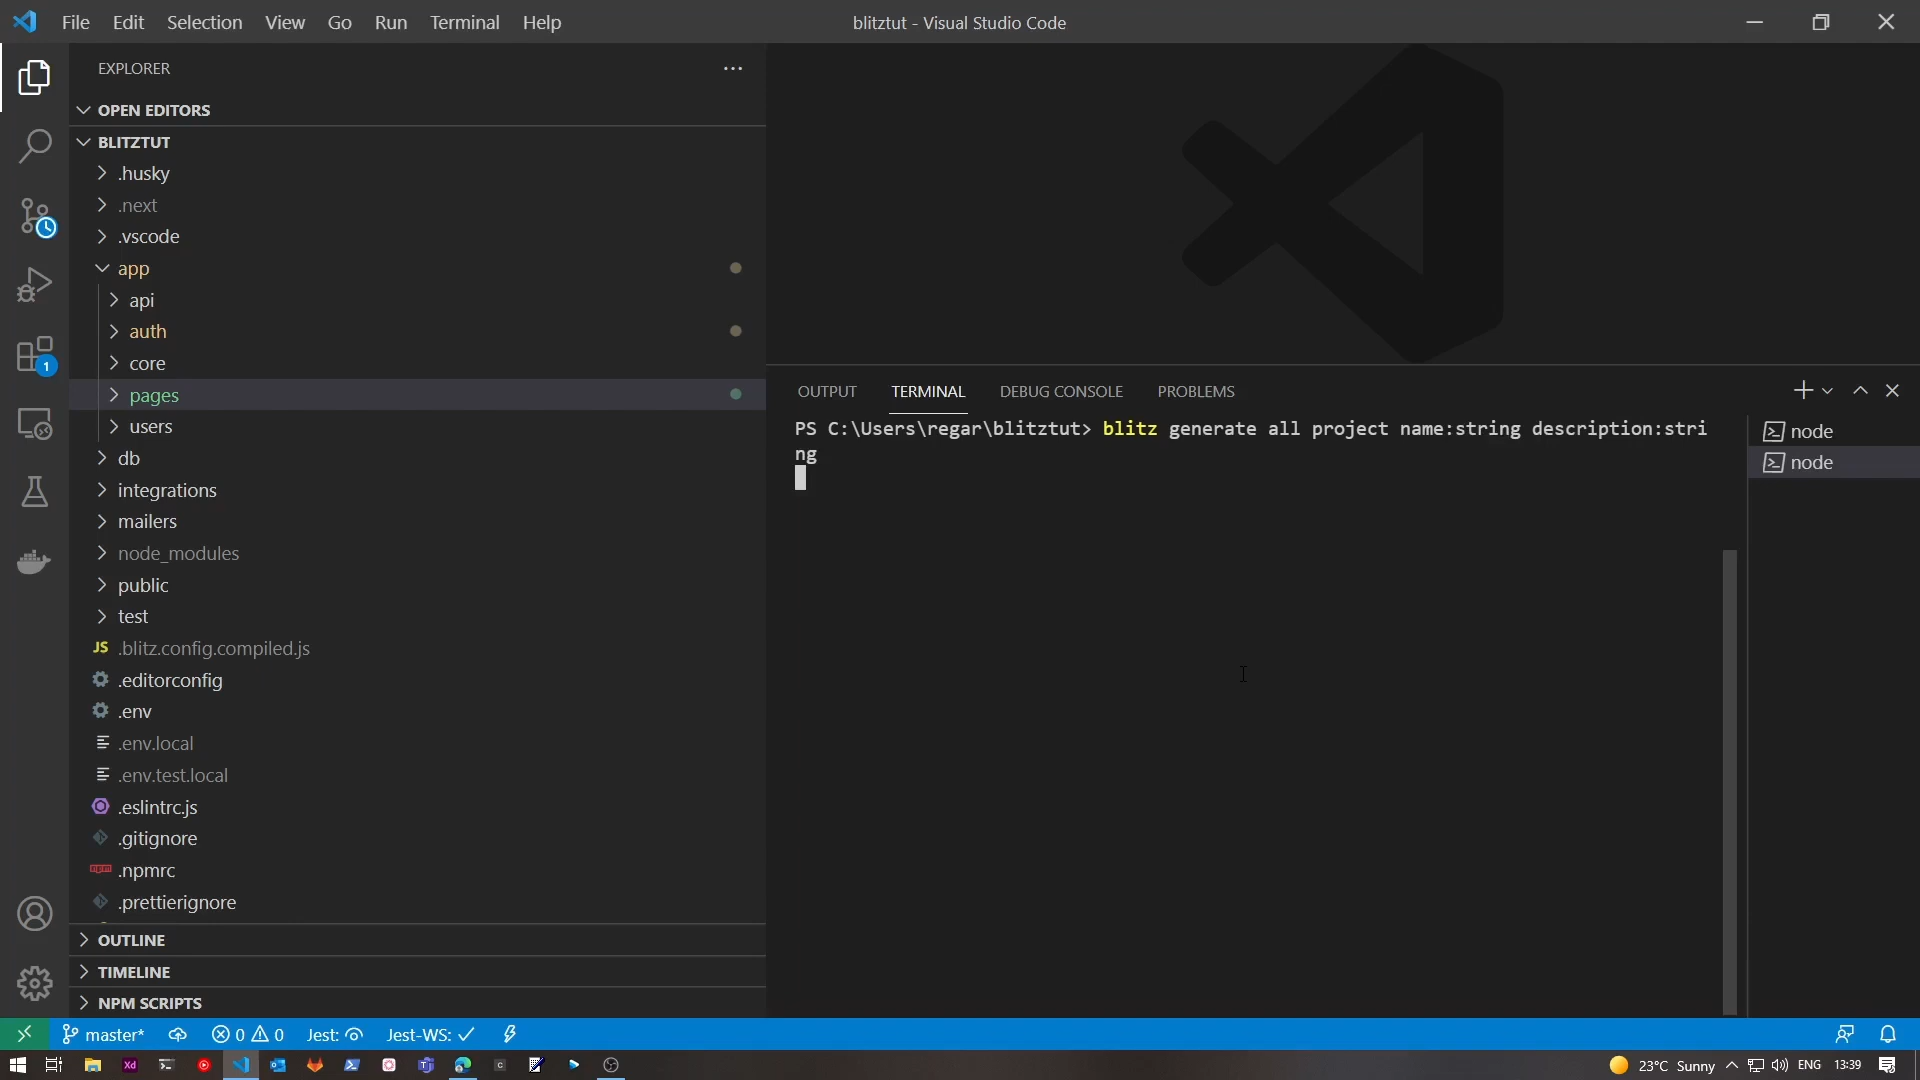 File Edit Selection View Go Run Terminal Help
blitztut - Visual Studio Code
EXPLORER
OPEN EDITORS
BLITZTUT
.husky
.next
.vscode
app
api
auth
core
pages
users
db
integrations
mailers
node_modules
public
test
JS .blitz.config.compiled.js
.editorconfig
.env
.env.local
.env.test.local
.eslintrc.js
.gitignore
.npmrc
.prettierignore
OUTLINE
TIMELINE
NPM SCRIPTS
1
OUTPUT TERMINAL DEBUG CONSOLE PROBLEMS
PS C:\Users\regar\blitztut> blitz generate all project name:string description:stri
ng
node
node
master* 0 0 Jest: Jest-WS:
Xd
23°C Sunny ENG 13:39